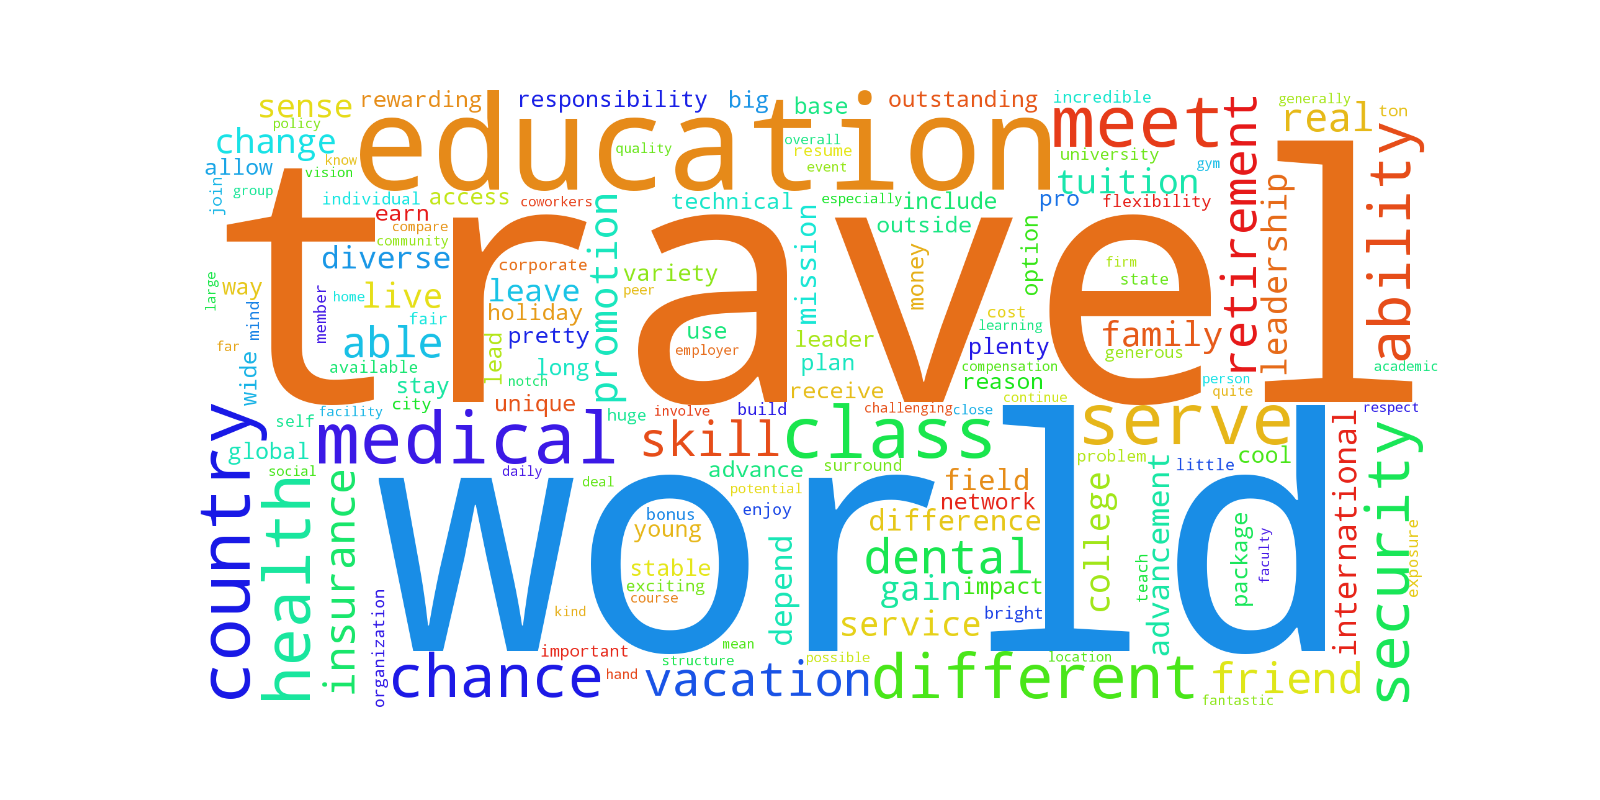 sense
rewarding
responsibility
big
base
outstanding
incredible
generally
ton
policy
education
meet
real
change
overall
quality
resume
university
allow
know
vision
event
gym
tuition
retirement
ability
join
group
individual
access
coworkers
technical
especially
include
pro
flexibility
earn
compare
community
promotion
mission
outside
option
leadership
travel
diverse
corporate
variety
money
firm
state
large
way
home
live
leave
peer
member
mind
fair
holiday
cost
learning
able
pretty
use
leader
plenty
family
far
wide
lead
employer
generous
available
long
plan
compensation
academic
stay
notch
receive
reason
person
quite
city
unique
continue
country
facility
huge
involve
build
challenging
close
serve
respect
self
medical
skill
class
global
problem
cool
international
security
social
daily
advance
surround
little
health
insurance
deal
potential
field
world
bonus
enjoy
network
college
advancement
young
difference
package
faculty
exposure
stable
depend
dental
exciting
gain
impact
teach
course
organization
kind
service
bright
important
mean
chance
structure
possible
location
hand
vacation
different
friend
fantastic